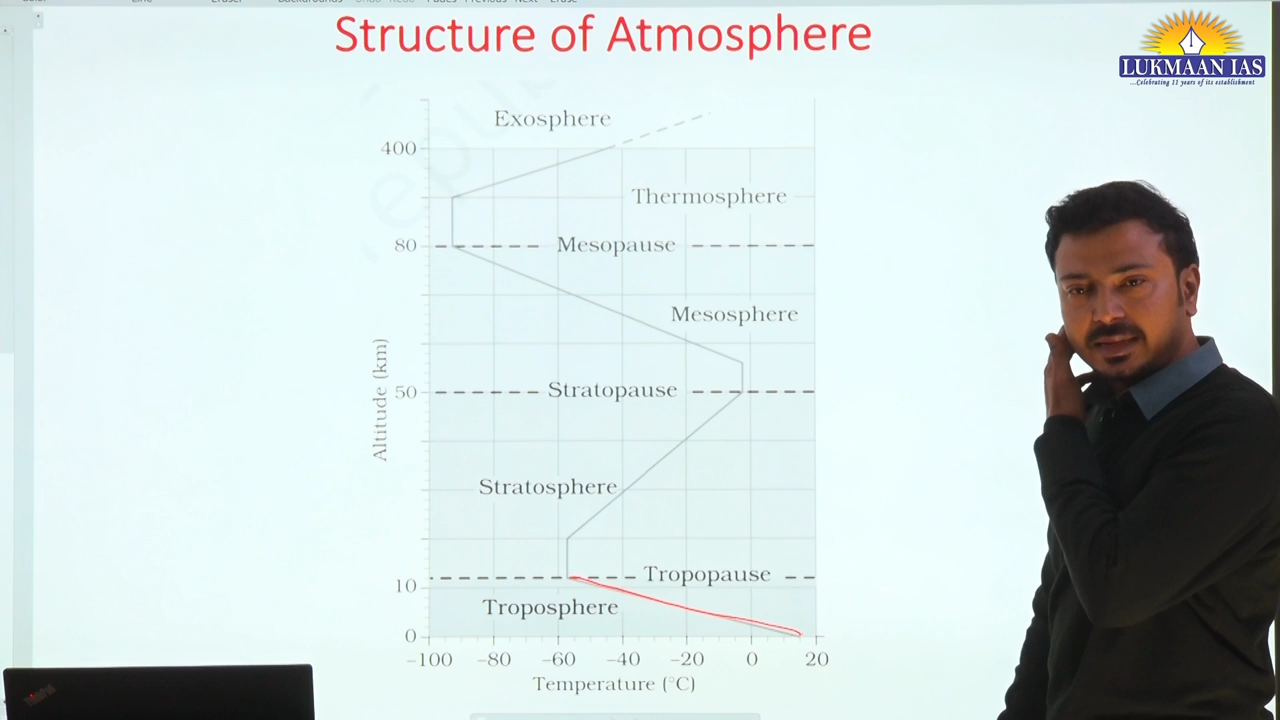 Structure of Atmosphere
LUKMAAN IAS
...Celebrating 11 years of its establishment
Exosphere
400
Thermosphere
80
Mesopause
Mesosphere
Altitude (km)
50
Stratopause
Stratosphere
Tropopause
10
Troposphere
0
-100 -80 -60 -40 -20 0 20
Temperature (°C)